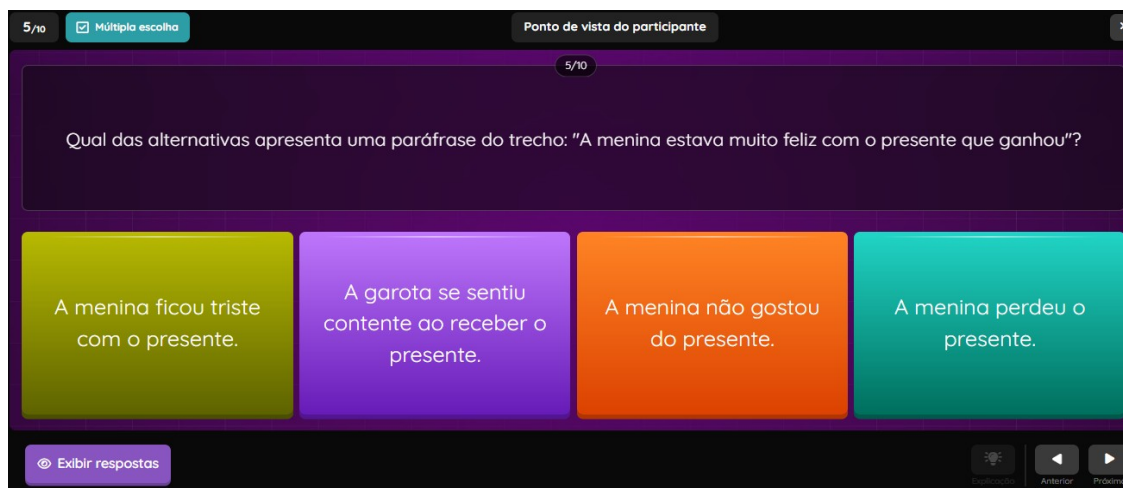 5/10
Múltipla escolha
Ponto de vista do participante
5/10
Qual das alternativas apresenta uma paráfrase do trecho: "A menina estava muito feliz com o presente que ganhou"?
A menina ficou triste
com o presente.
A garota se sentiu
contente ao receber o
presente.
A menina não gostou
do presente.
A menina perdeu o
presente.
Exibir respostas
Explicação
Anterior